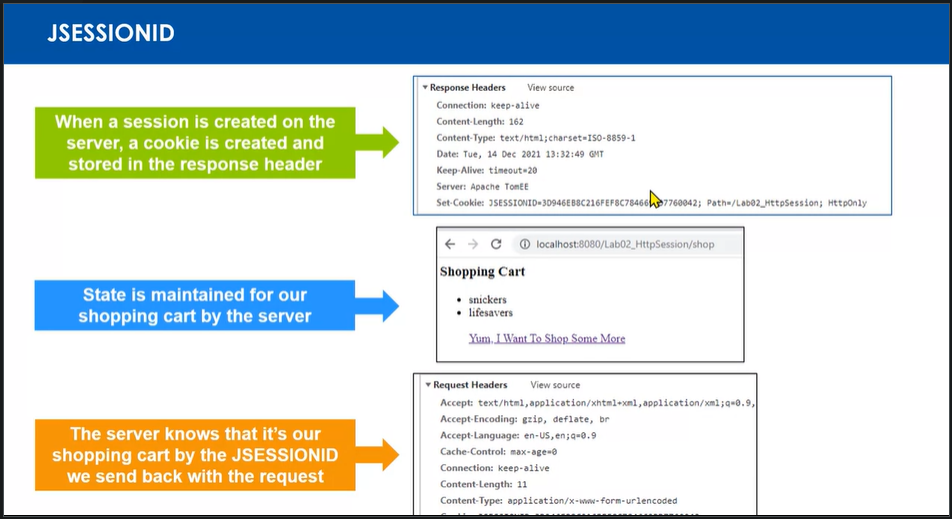 JSESSIONID
When a session is created on the
server, a cookie is created and
stored in the response header
Response Headers View source
Connection: keep-alive
Content-Length: 162
Content-Type: text/html;charset=ISO-8859-1
Date: Tue, 14 Dec 2021 13:32:49 GMT
Keep-Alive: timeout=20
Server: Apache TomEE
Set-Cookie: Path=/Lab02_HttpSession; HttpOnly
State is maintained for our
shopping cart by the server
localhost:8080/Lab02_HttpSession/shop
Shopping Cart
• snickers
• lifesavers
Yum, I Want To Shop Some More
The server knows that it's our
shopping cart by the JSESSIONID
we send back with the request
Request Headers View source
Accept: text/html,application/xhtml+xml,application/xml;q=0.9,
Accept-Encoding: gzip, deflate, br
Accept-Language: en-US,en;q=0.9
Cache-Control: max-age=0
Connection: keep-alive
Content-Length: 11
Content-Type: application/x-www-form-urlencoded